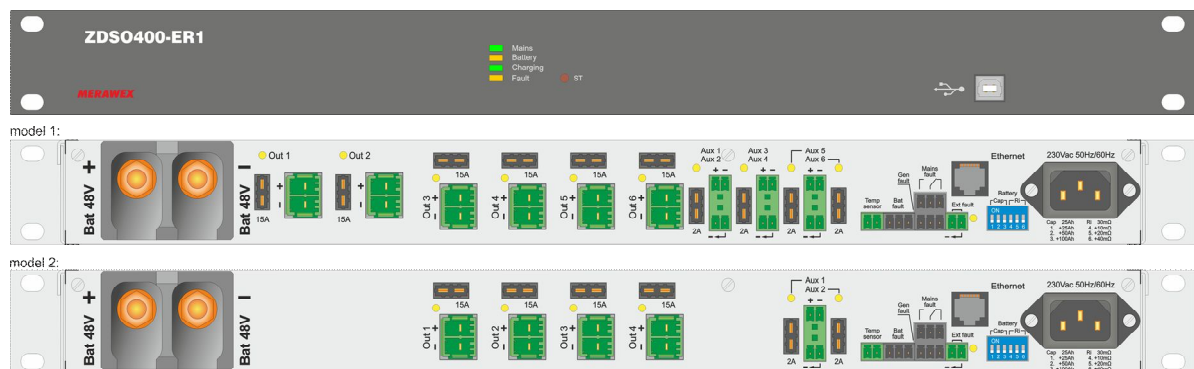 ZDSO400-ER1
Mains
Battery
Charging
Fault
ST
MERAWEX
model 1:
Bat 48V
+
−
Out 1
Out 2
15A
+
−
15A
+
−
15A
15A
15A
15A
Out 3
+
−
Out 4
+
−
Out 5
+
−
Out 6
+
−
Aux 1
Aux 2
Aux 3
Aux 4
Aux 5
Aux 6
+ −
+ −
+ −
2A
2A
2A
2A
Temp
sensor
Bat
fault
Gen
fault
Mains
fault
Ext fault
Ethernet
Battery
Cap
Ri
ON
1 2 3 4 5 6
230Vac 50Hz/60Hz
Cap 25Ah Ri 30mΩ
1. +25Ah 4. +10mΩ
2. +50Ah 5. +20mΩ
3. +100Ah 6. +40mΩ
Bat 48V
model 2:
Bat 48V
+
−
15A
15A
15A
15A
Out 1
+
−
Out 2
+
−
Out 3
+
−
Out 4
+
−
Aux 1
Aux 2
+ −
2A
2A
Temp
sensor
Bat
fault
Gen
fault
Mains
fault
Ext fault
Ethernet
Battery
Cap
Ri
ON
1 2 3 4 5 6
230Vac 50Hz/60Hz
Cap 25Ah Ri 30mΩ
1. +25Ah 4. +10mΩ
2. +50Ah 5. +20mΩ
Bat 48V